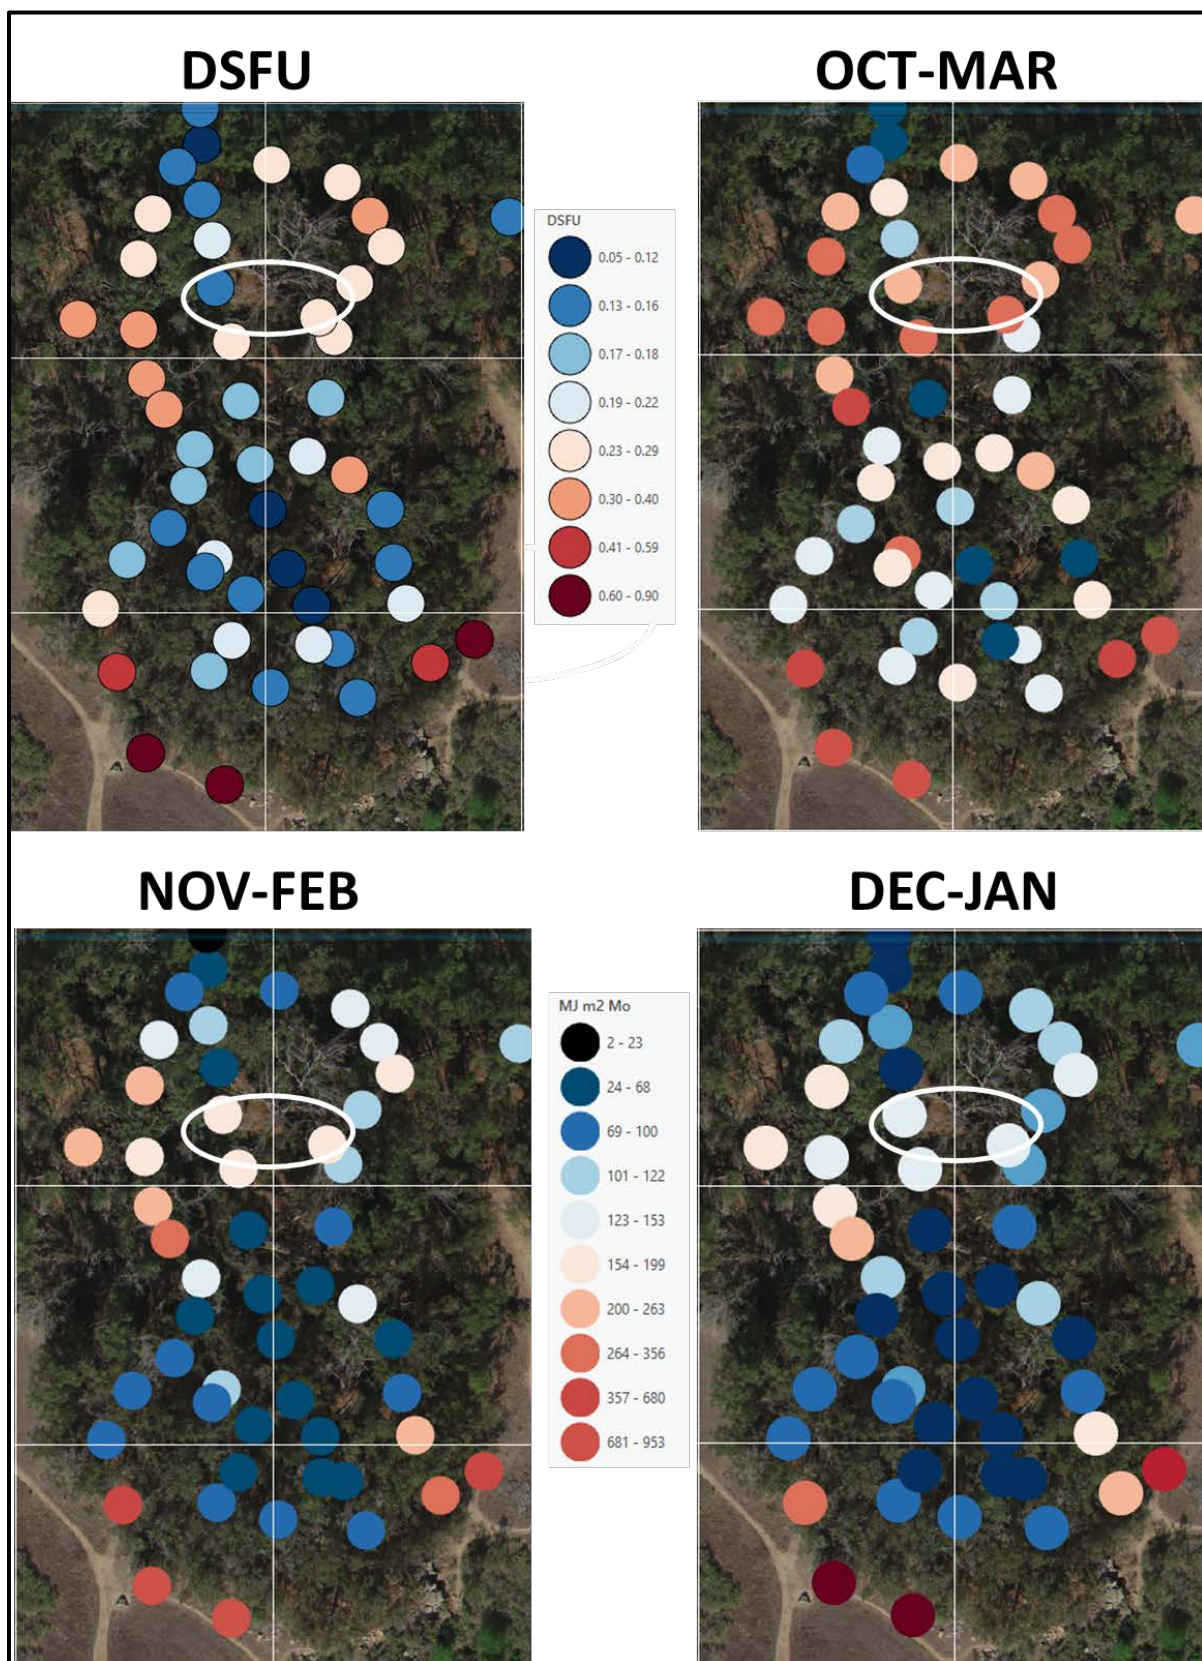 DSFU
OCT-MAR
DSFU
0.05 - 0.12
0.13 - 0.16
0.17 - 0.18
0.19 - 0.22
0.23 - 0.29
0.30 - 0.40
0.41 - 0.59
0.60 - 0.90
NOV-FEB
DEC-JAN
MJ m2 Mo
2 - 23
24 - 68
69 - 100
101 - 122
123 - 153
154 - 199
200 - 263
264 - 356
357 - 680
681 - 953